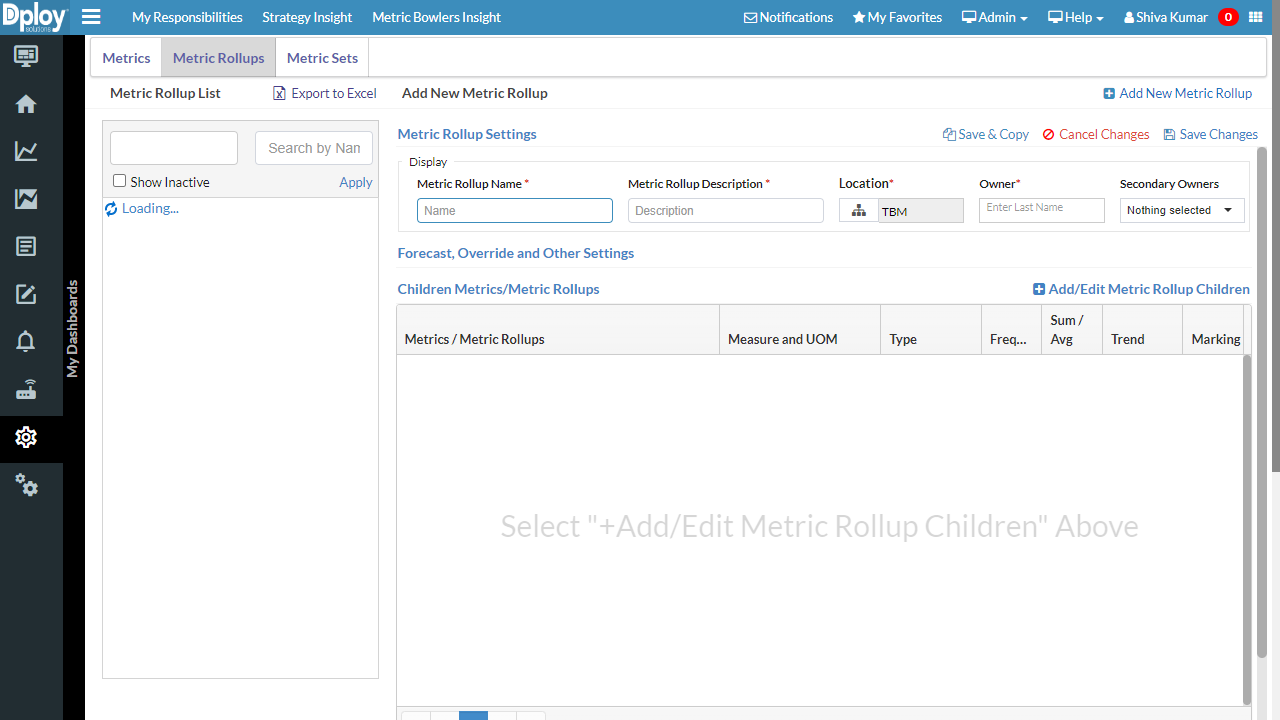 Dploy
solutions
My Responsibilities Strategy Insight Metric Bowlers Insight Notifications My Favorites Admin Help Shiva Kumar 0
Metrics Metric Rollups Metric Sets
Metric Rollup List Export to Excel Add New Metric Rollup Add New Metric Rollup
Metric Rollup Settings Save & Copy Cancel Changes Save Changes
Search by Nan
Show Inactive Apply
Loading...
Display
Metric Rollup Name * Metric Rollup Description * Location* Owner* Secondary Owners
Name Description TBM Enter Last Name Nothing selected
Forecast, Override and Other Settings
Children Metrics/Metric Rollups Add/Edit Metric Rollup Children
Metrics / Metric Rollups Measure and UOM Type Freq... Sum / Avg Trend Marking
Select "+Add/Edit Metric Rollup Children" Above
My Dashboards